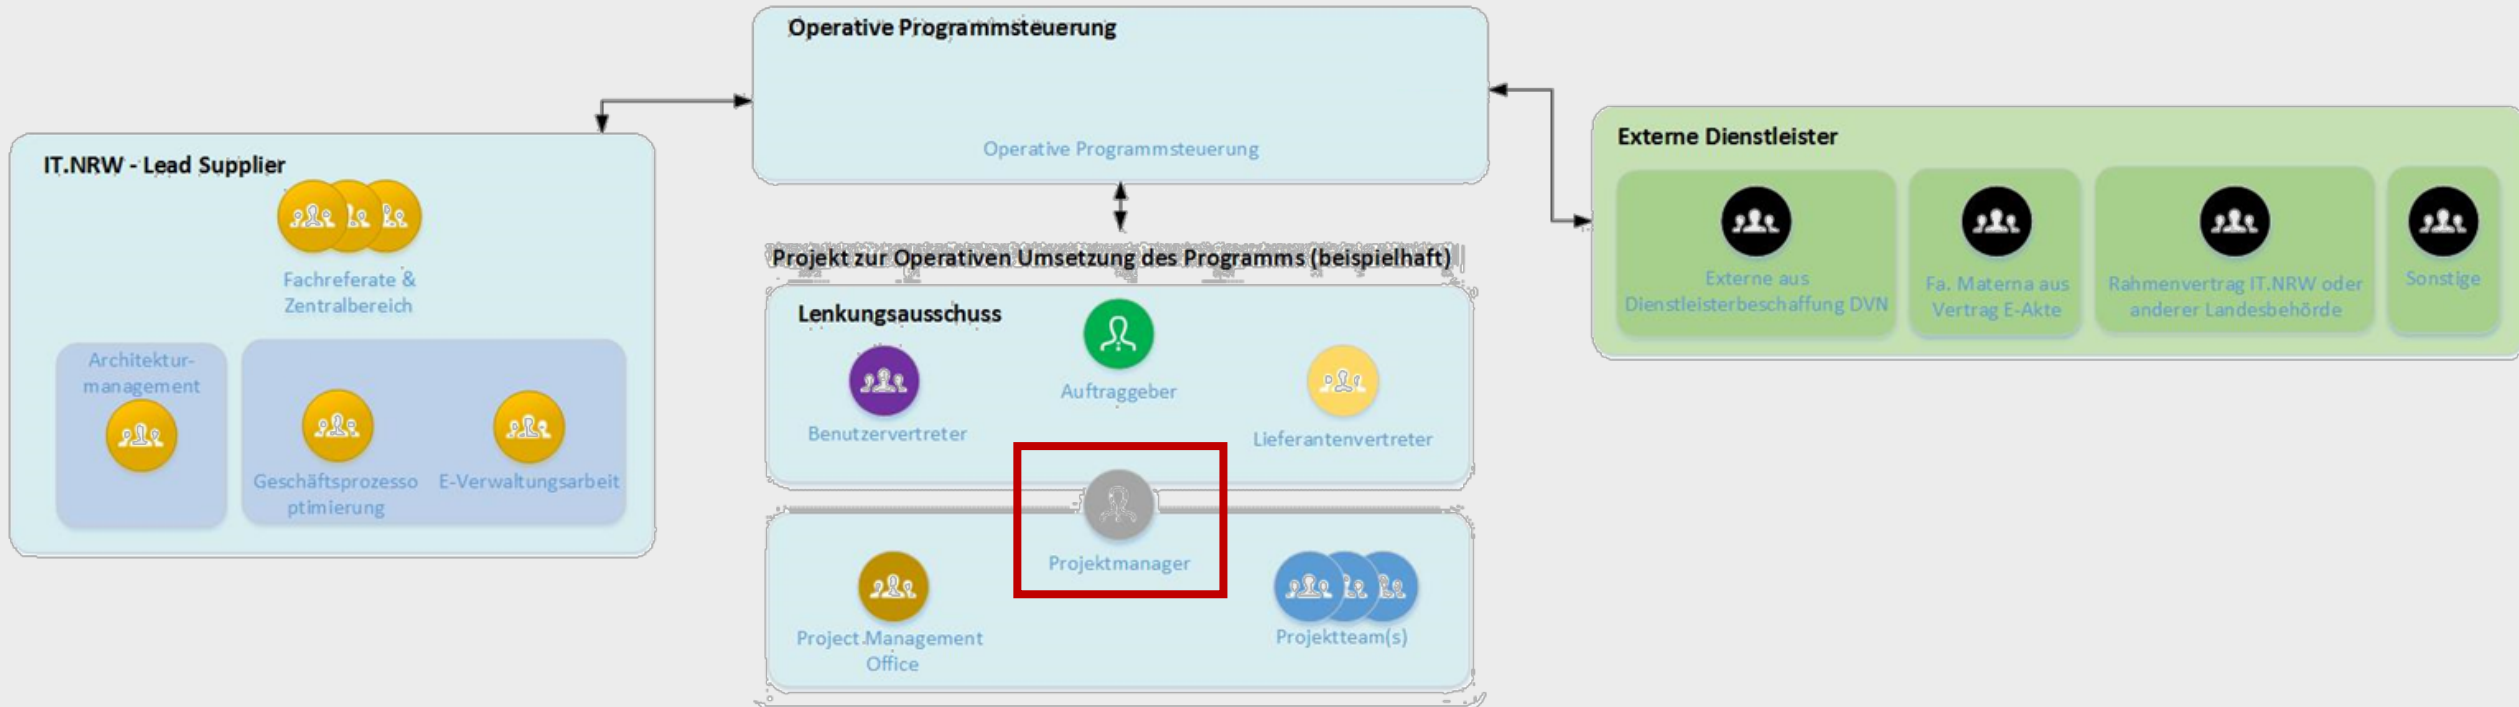 Operative Programmsteuerung
Operative Programmsteuerung
IT.NRW - Lead Supplier
Fachreferate &
Zentralbereich
Architektur-
management
Geschäftsprozesso
ptimierung
E-Verwaltungsarbeit
Projekt zur Operativen Umsetzung des Programms (beispielhaft)
Lenkungsausschuss
Auftraggeber
Benutzervertreter
Lieferantenvertreter
Projektmanager
Project Management
Office
Projektteam(s)
Externe Dienstleister
Externe aus
Dienstleisterbeschaffung DVN
Fa. Materna aus
Vertrag E-Akte
Rahmenvertrag IT.NRW oder
anderer Landesbehörde
Sonstige